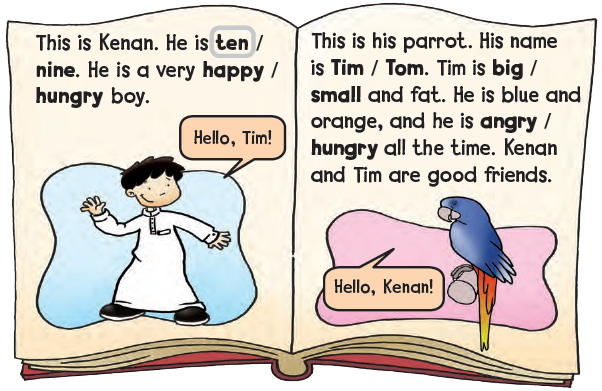 This is Kenan. He is ten /
nine. He is a very happy /
hungry boy.
Hello, Tim!
This is his parrot. His name
is Tim / Tom. Tim is big /
small and fat. He is blue and
orange, and he is angry /
hungry all the time. Kenan
and Tim are good friends.
Hello, Kenan!